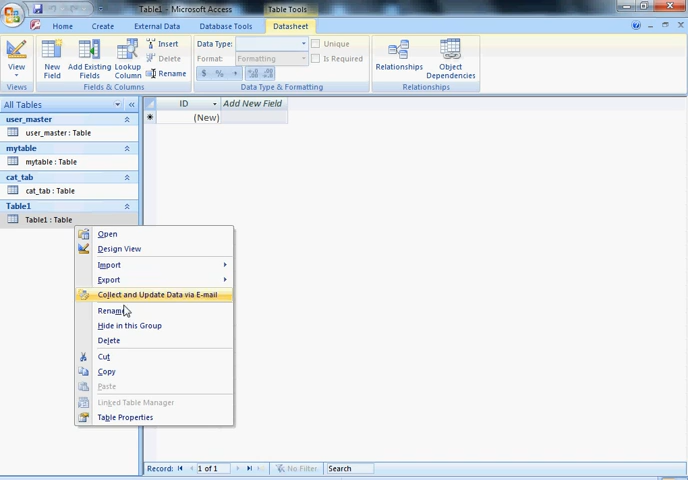 Table1 - Microsoft Access
Table Tools
Home
Create
External Data
Database Tools
Datasheet
View
New Field
Add Existing Fields
Lookup Column
Insert
Delete
Rename
Data Type:
Format:
Formatting
$ % ,
Unique
Is Required
Relationships
Object Dependencies
Views
Fields & Columns
Data Type & Formatting
Relationships
All Tables
user_master
user_master : Table
mytable
mytable : Table
cat_tab
cat_tab : Table
Table1
Table1 : Table
ID
Add New Field
(New)
Open
Design View
Import
Export
Collect and Update Data via E-mail
Rename
Hide in this Group
Delete
Cut
Copy
Paste
Linked Table Manager
Table Properties
Record:
1 of 1
No Filter
Search